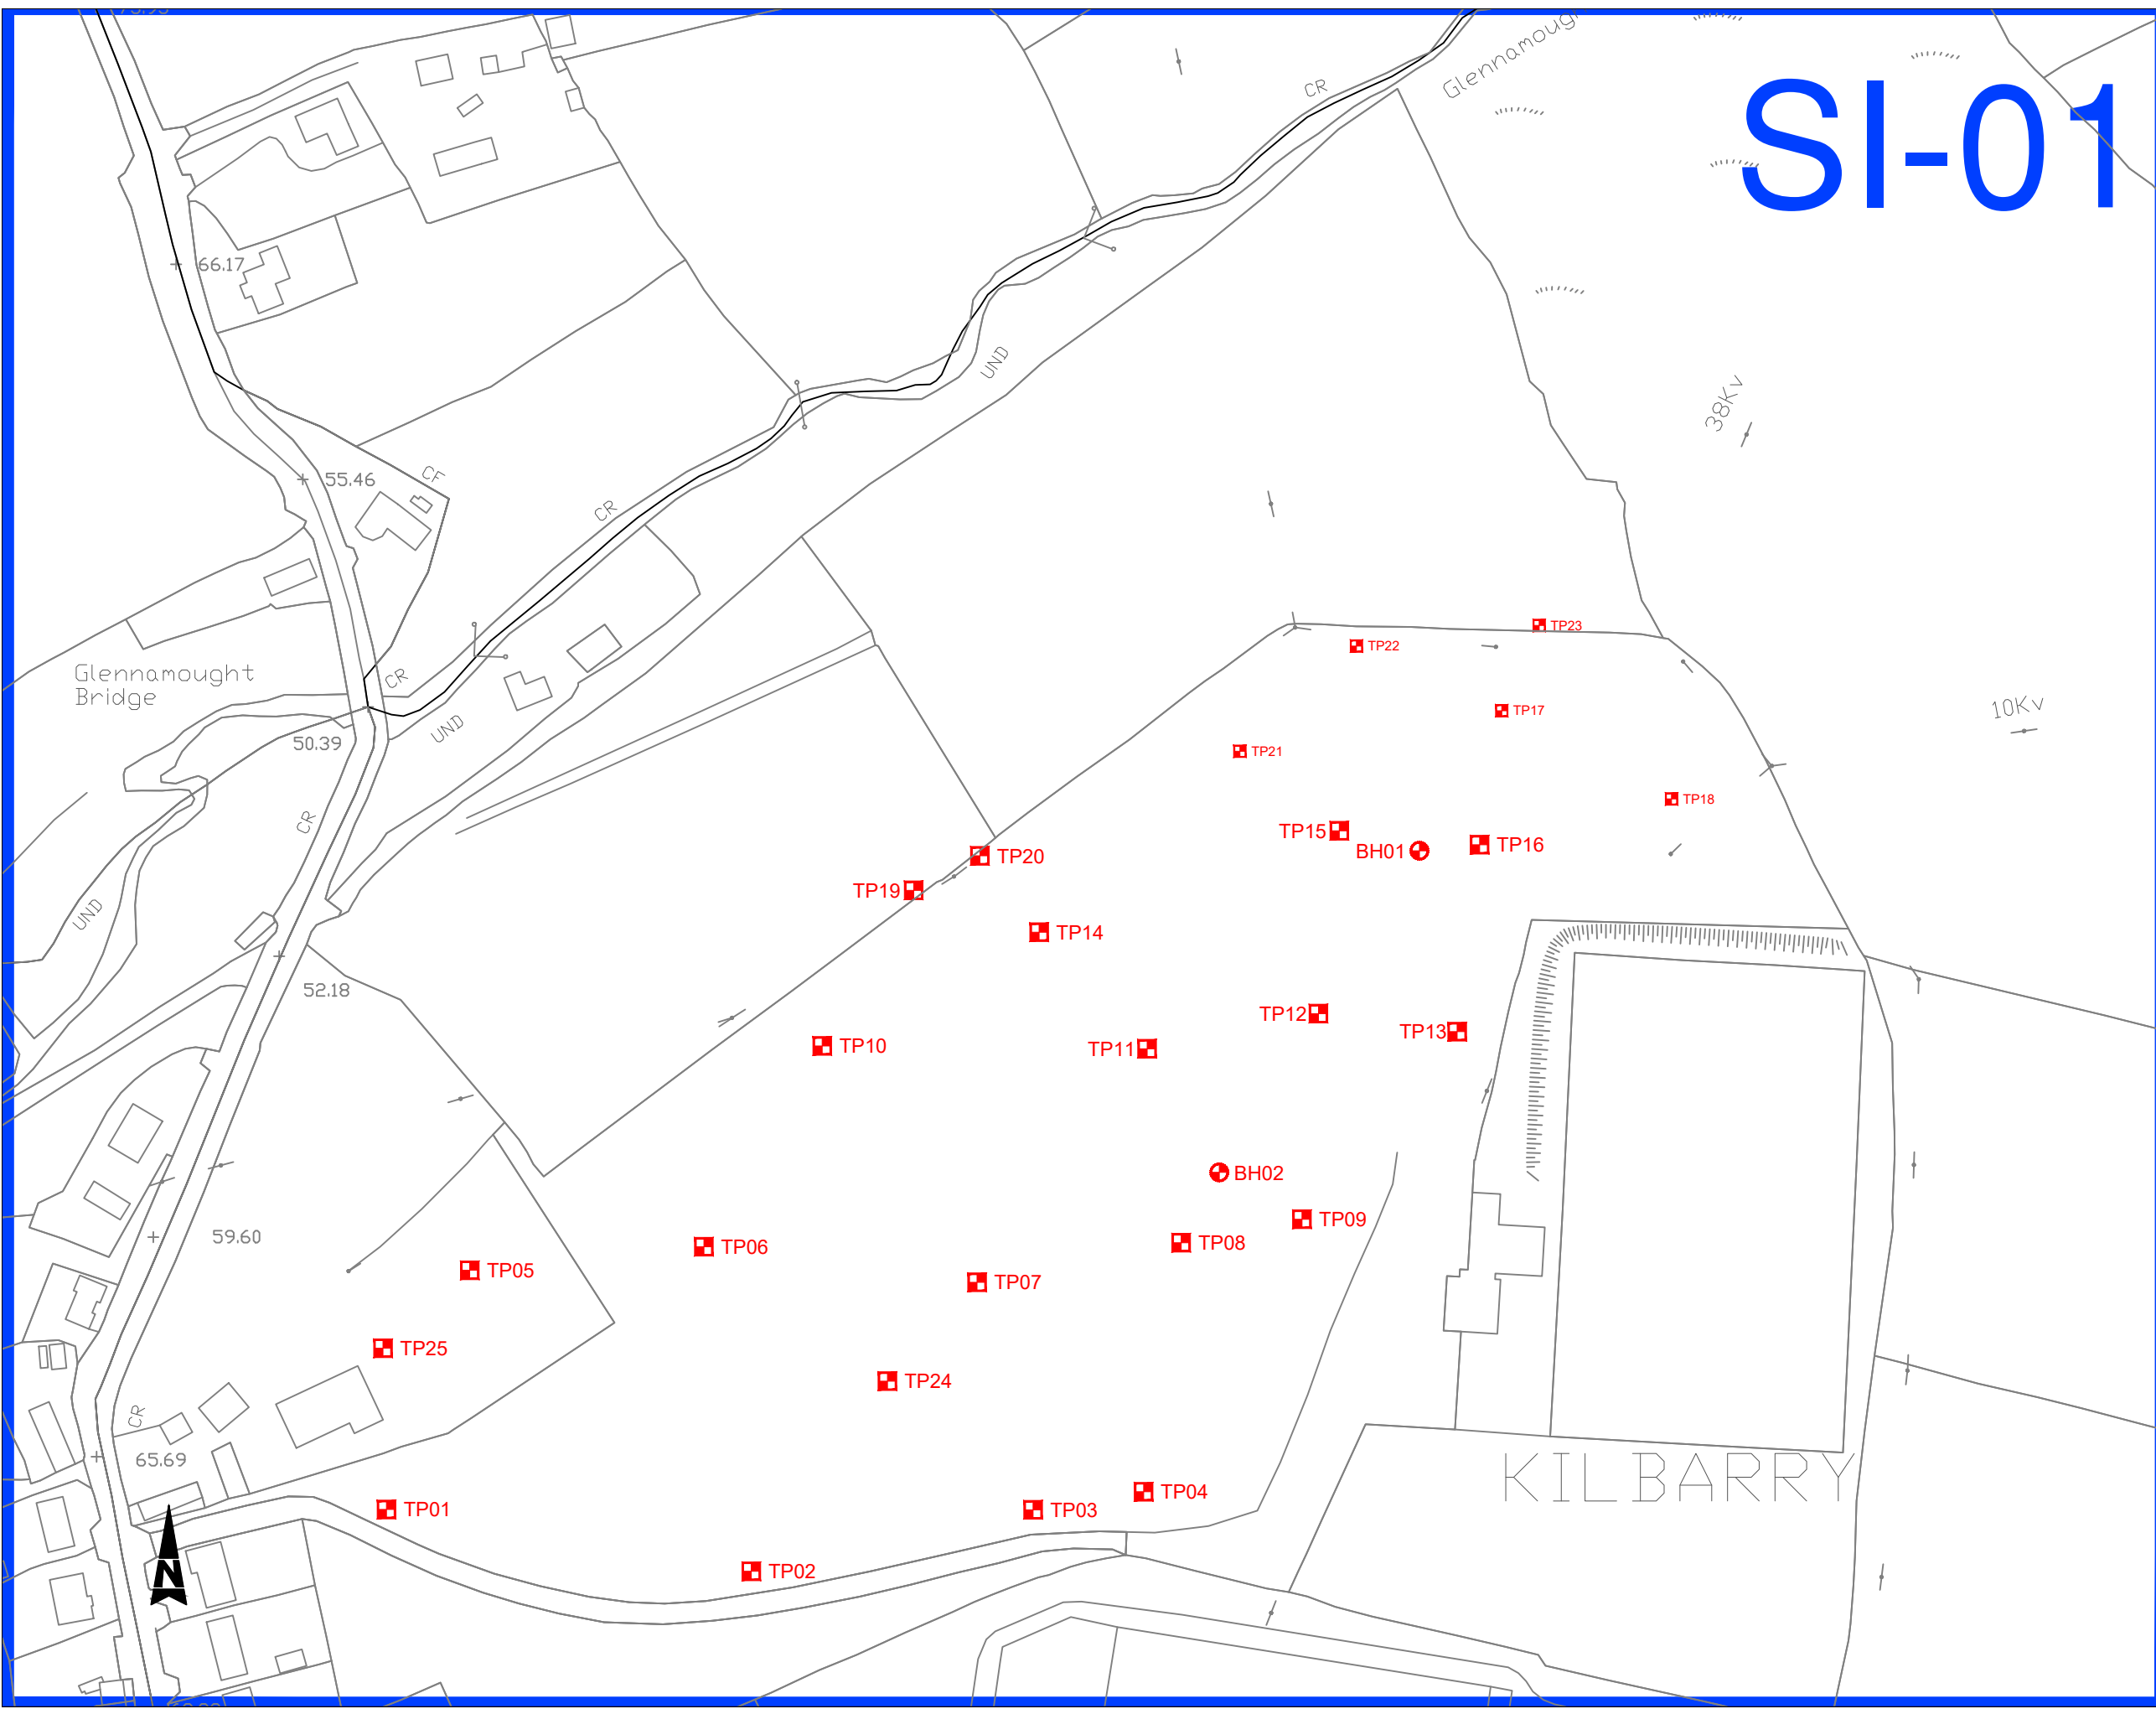 Glennamough
CR
SI-01
66.17
UND
38Kv
CF
55.46
CR
TP23
TP22
Glennamought
Bridge
CR
10Kv
TP17
UND
50.39
TP21
TP18
CR
TP15
TP16
BH01
TP20
TP19
UND
TP14
52.18
TP12
TP13
TP10
TP11
BH02
TP09
59.60
TP06
TP08
TP05
TP07
TP25
TP24
CR
65.69
KILBARRY
TP04
TP01
TP03
N
TP02